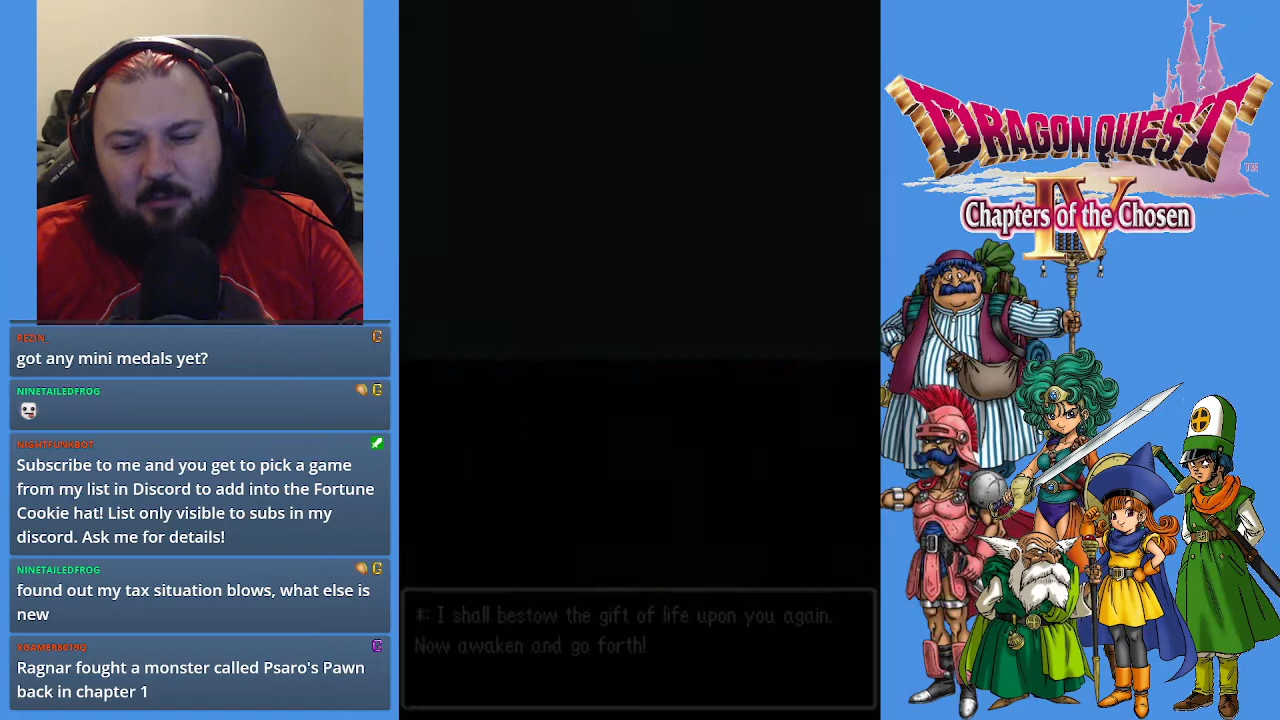 REZIN_
got any mini medals yet?
NINETAILEDFROG
NIGHTFUNKBOT
Subscribe to me and you get to pick a game
from my list in Discord to add into the Fortune
Cookie hat! List only visible to subs in my
discord. Ask me for details!
NINETAILEDFROG
found out my tax situation blows, what else is
new
XGAMER8019Q
Ragnar fought a monster called Psaro's Pawn
back in chapter 1
*: I shall bestow the gift of life upon you again.
Now awaken and go forth!
DRAGON QUEST
TM
IV
Chapters of the Chosen